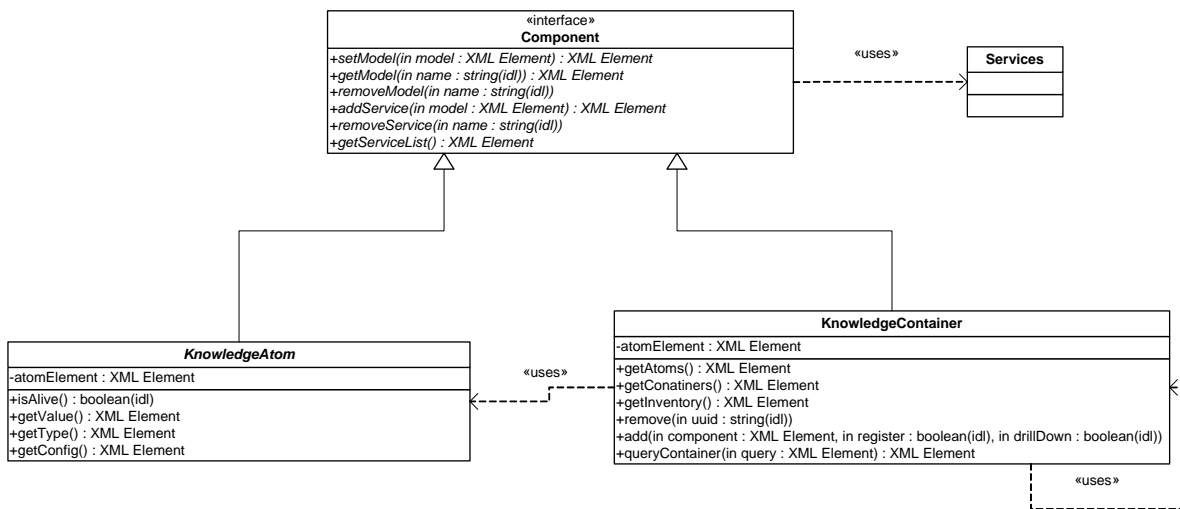 «interface»
Component
+setModel(in model : XML Element) : XML Element
+getModel(in name : string(idl)) : XML Element
+removeModel(in name : string(idl))
+addService(in model : XML Element) : XML Element
+removeService(in name : string(idl))
+getServiceList() : XML Element
«uses»
Services
KnowledgeAtom
-atomElement : XML Element
+isAlive() : boolean(idl)
+getValue() : XML Element
+getType() : XML Element
+getConfig() : XML Element
«uses»
KnowledgeContainer
-atomElement : XML Element
+getAtoms() : XML Element
+getConatiners() : XML Element
+getInventory() : XML Element
+remove(in uuid : string(idl))
+add(in component : XML Element, in register : boolean(idl), in drillDown : boolean(idl))
+queryContainer(in query : XML Element) : XML Element
«uses»